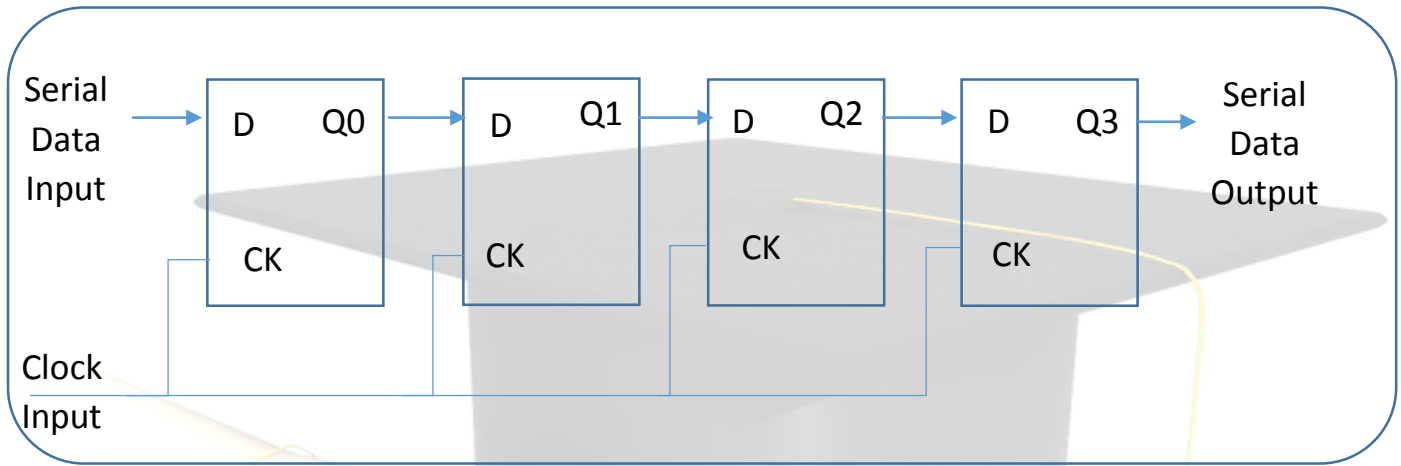 Serial
Data
Input
D Q0
CK
D Q1
CK
D Q2
CK
D Q3
CK
Serial
Data
Output
Clock
Input